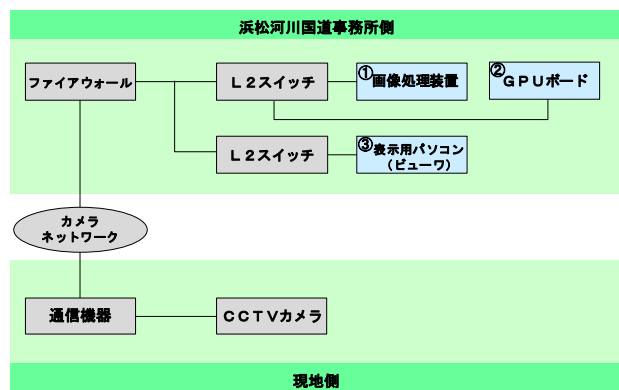 浜松河川国道事務所側
ファイアウォール
L2スイッチ
①画像処理装置
②GPUボード
L2スイッチ
③表示用パソコン
(ビューワ)
カメラ
ネットワーク
通信機器
CCTVカメラ
現地側